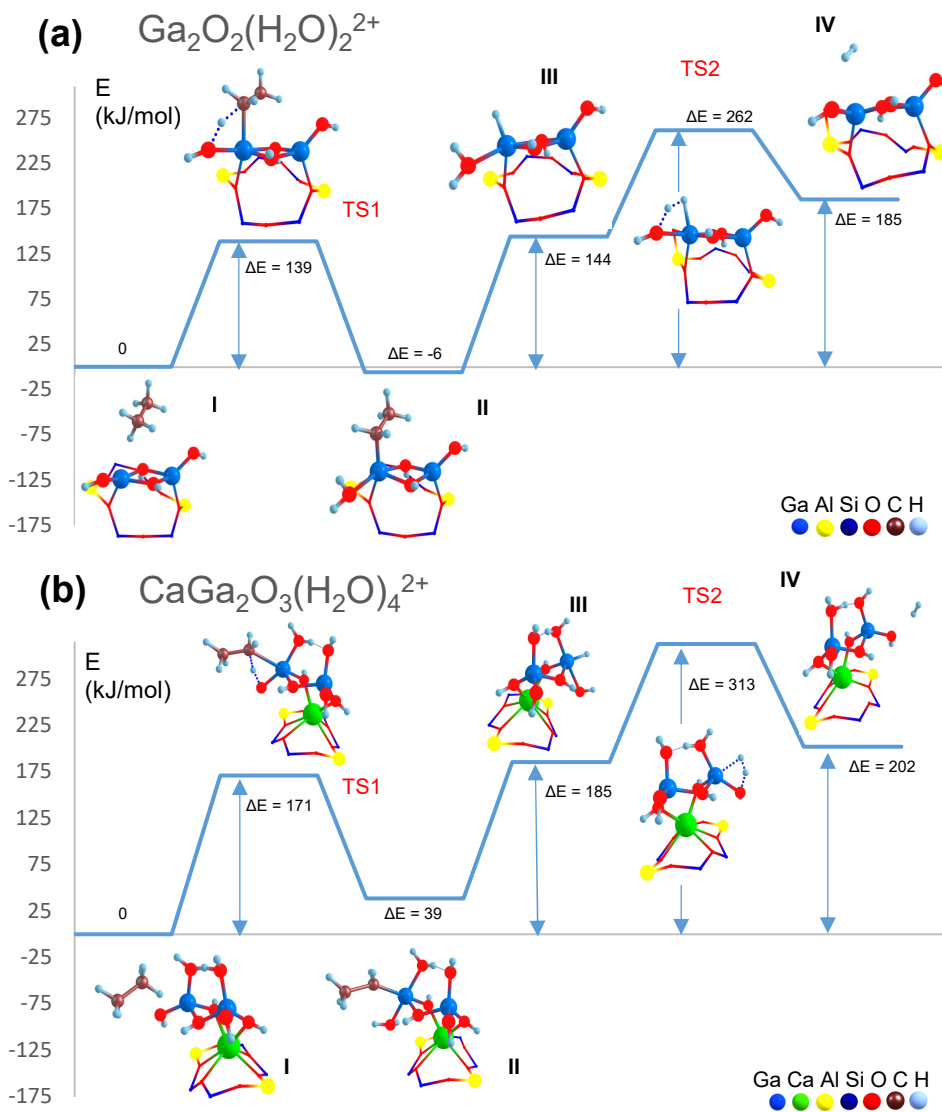 (a) Ga₂O₂(H₂O)₂²⁺
IV
TS2
III
E
(kJ/mol)
275
225
175
125
75
25
-25
-75
-125
-175
ΔE = 262
TS1
ΔE = 185
ΔE = 139
ΔE = 144
0
ΔE = -6
I
II
Ga Al Si O C H
(b) CaGa₂O₃(H₂O)₄²⁺
IV
TS2
III
E
(kJ/mol)
275
225
175
125
75
25
-25
-75
-125
-175
ΔE = 313
TS1
ΔE = 202
ΔE = 171
ΔE = 185
0
ΔE = 39
I
II
Ga Ca Al Si O C H